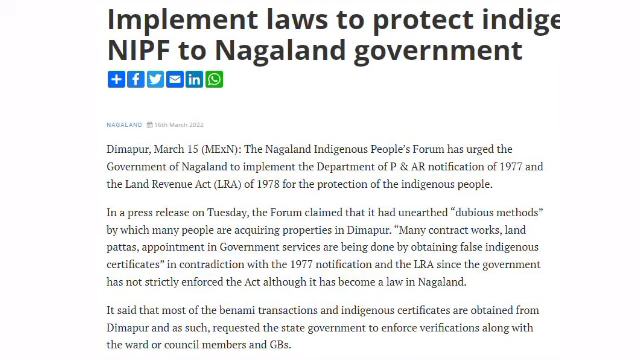 Implement laws to protect indige
NIPF to Nagaland government
NAGALAND 16th March 2022
Dimapur, March 15 (MExN): The Nagaland Indigenous People's Forum has urged the
Government of Nagaland to implement the Department of P & AR notification of 1977 and
the Land Revenue Act (LRA) of 1978 for the protection of the indigenous people.
In a press release on Tuesday, the Forum claimed that it had unearthed “dubious methods”
by which many people are acquiring properties in Dimapur. “Many contract works, land
pattas, appointment in Government services are being done by obtaining false indigenous
certificates” in contradiction with the 1977 notification and the LRA since the government
has not strictly enforced the Act although it has become a law in Nagaland.
It said that most of the benami transactions and indigenous certificates are obtained from
Dimapur and as such, requested the state government to enforce verifications along with
the ward or council members and GBs.